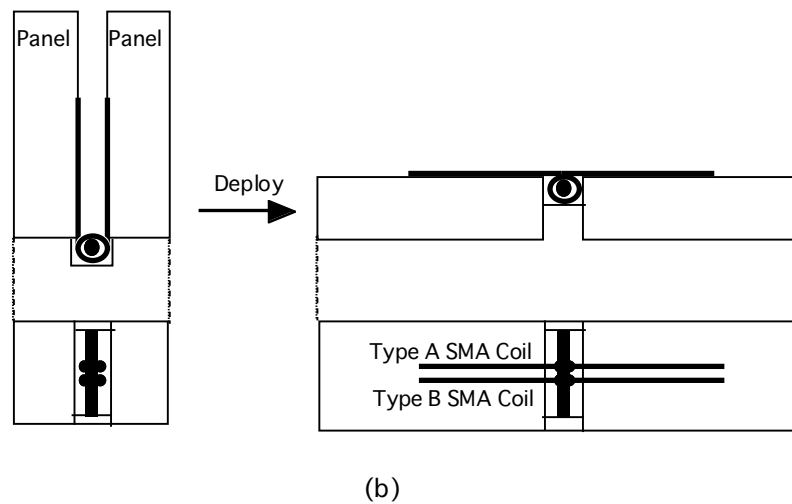 Panel
Panel
Deploy
Type A SMA Coil
Type B SMA Coil
(b)